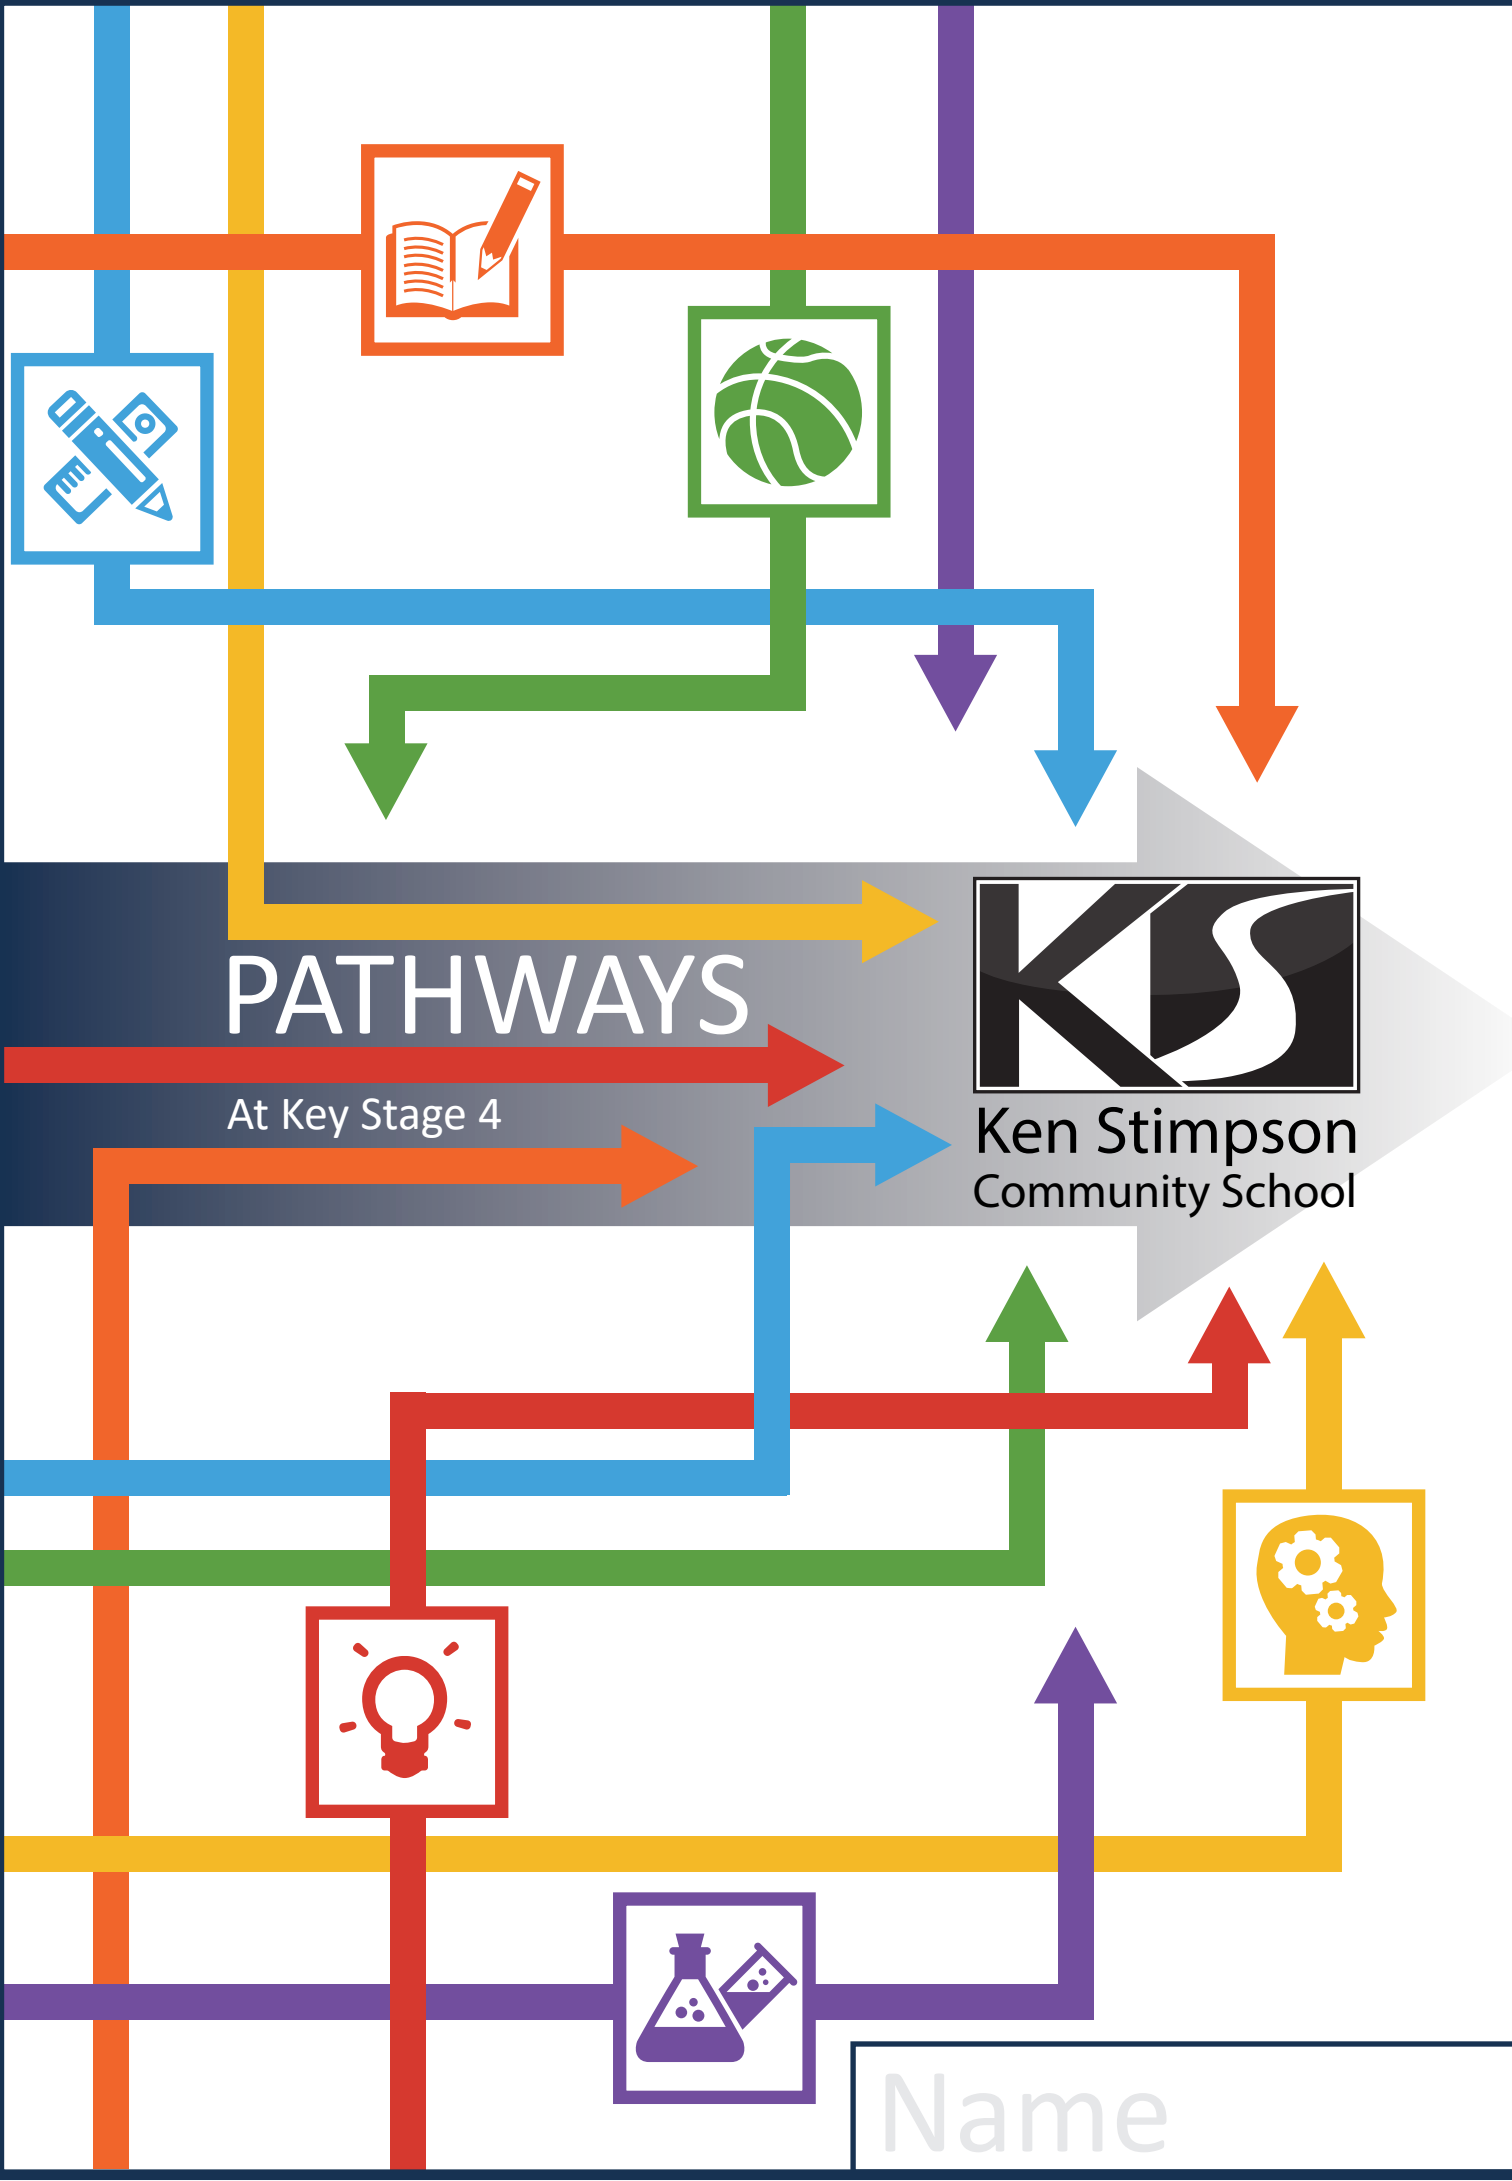 PATHWAYS
At Key Stage 4
KS
Ken Stimpson
Community School
Name